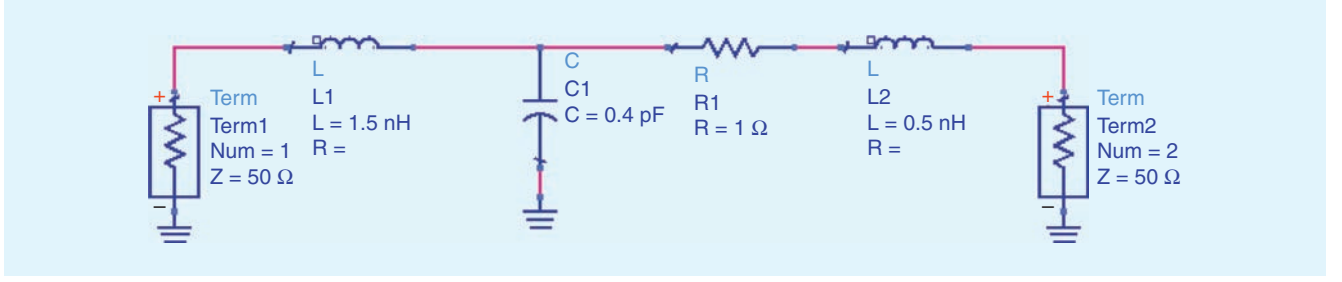 +
Term
Term1
Num = 1
Z = 50 Ω
−
L
L1
L = 1.5 nH
R =
C
C1
C = 0.4 pF
R
R1
R = 1 Ω
L
L2
L = 0.5 nH
R =
+
Term
Term2
Num = 2
Z = 50 Ω
−